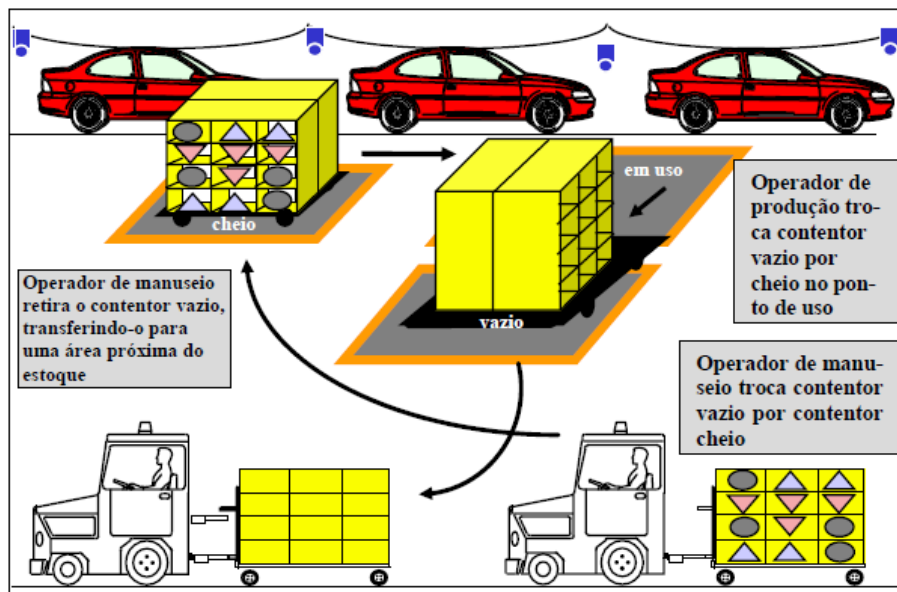 cheio
em uso
vazio
Operador de
produção tro-
ca contentor
vazio por
cheio no pon-
to de uso
Operador de manuseio
retira o contentor vazio,
transferindo-o para
uma área próxima do
estoque
Operador de manu-
seio troca contentor
vazio por contentor
cheio